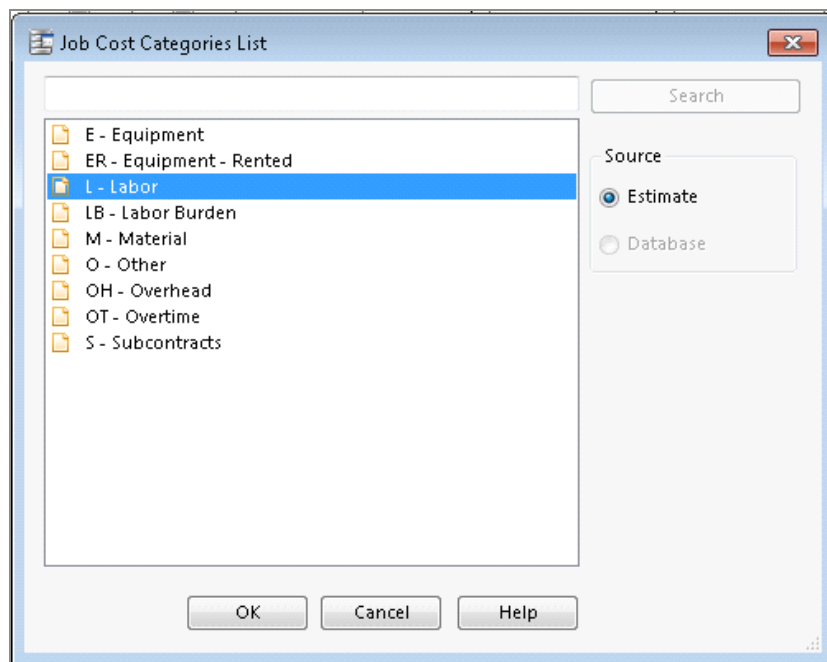 Job Cost Categories List
Search
E - Equipment
ER - Equipment - Rented
L - Labor
LB - Labor Burden
M - Material
O - Other
OH - Overhead
OT - Overtime
S - Subcontracts
Source
Estimate
Database
OK
Cancel
Help